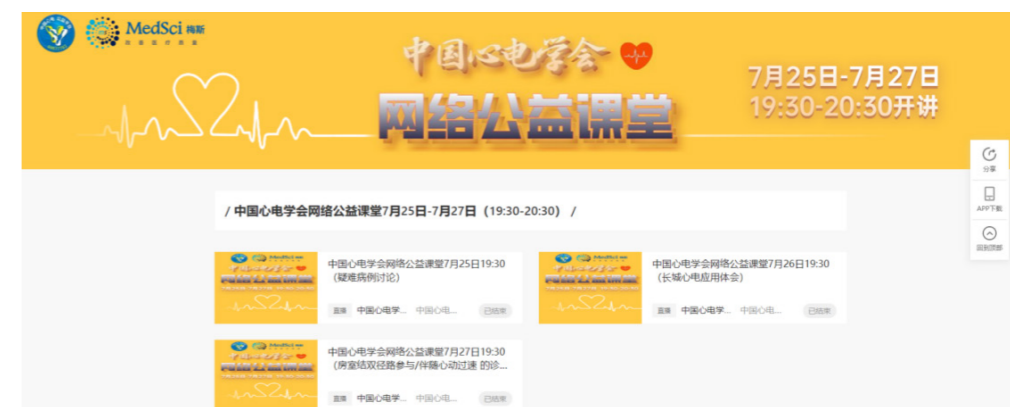 MedSci 梅斯
中国心电学会
网络公益课堂
7月25日-7月27日
19:30-20:30开讲
分享
APP下载
回到顶部
/ 中国心电学会网络公益课堂7月25日-7月27日（19:30-20:30） /
中国心电学会网络公益课堂7月25日19:30
（疑难病例讨论）
直播 中国心电学... 中国心电... 已结束
中国心电学会网络公益课堂7月26日19:30
（长城心电应用体会）
直播 中国心电学... 中国心电... 已结束
中国心电学会网络公益课堂7月27日19:30
（房室结双径路参与/伴随心动过速 的诊...
直播 中国心电学... 中国心电... 已结束